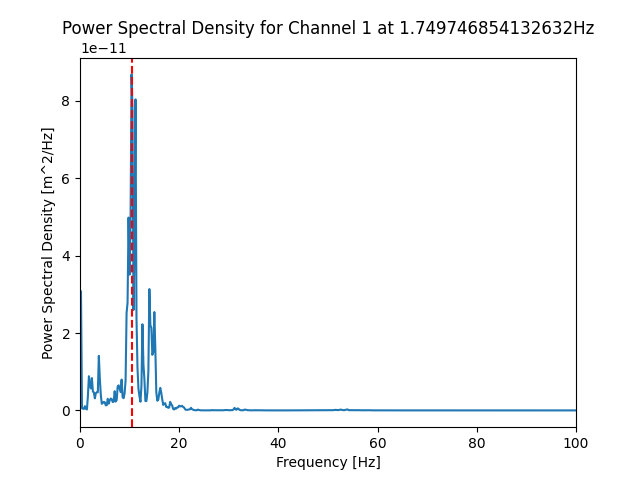 Power Spectral Density for Channel 1 at 1.749746854132632Hz
1e−11
8
6
4
2
0
Power Spectral Density [m^2/Hz]
0 20 40 60 80 100
Frequency [Hz]